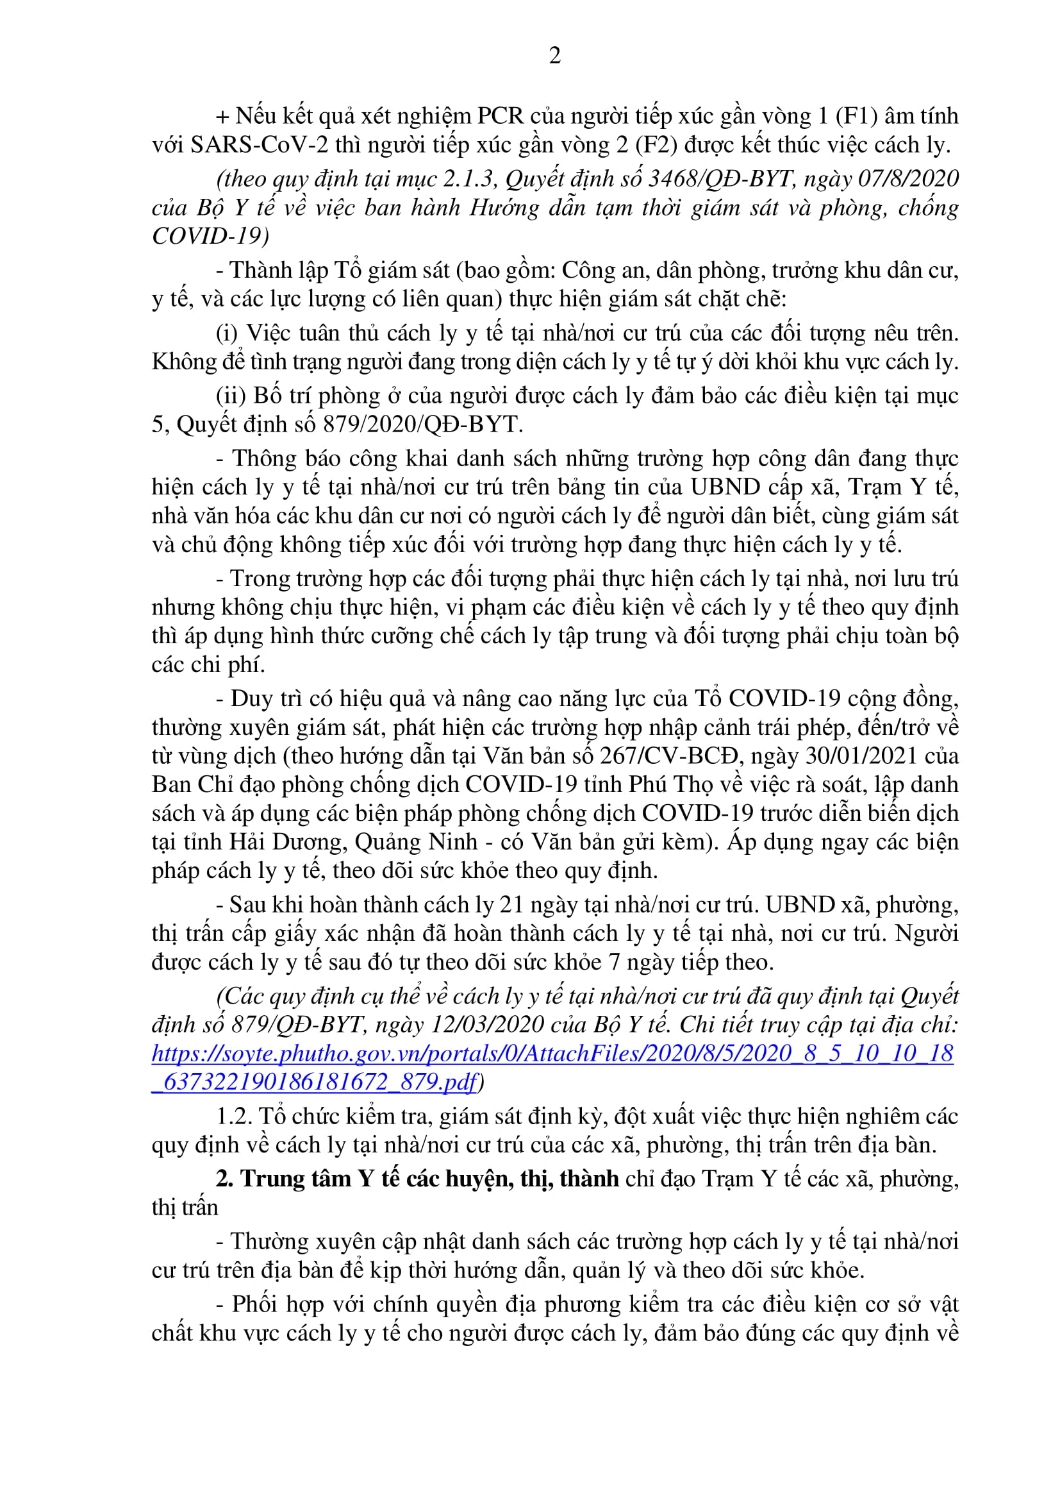 2
+ Nếu kết quả xét nghiệm PCR của người tiếp xúc gần vòng 1 (F1) âm tính
với SARS-CoV-2 thì người tiếp xúc gần vòng 2 (F2) được kết thúc việc cách ly.
(theo quy định tại mục 2.1.3, Quyết định số 3468/QĐ-BYT, ngày 07/8/2020
của Bộ Y tế về việc ban hành Hướng dẫn tạm thời giám sát và phòng, chống
COVID-19)
- Thành lập Tổ giám sát (bao gồm: Công an, dân phòng, trưởng khu dân cư,
y tế, và các lực lượng có liên quan) thực hiện giám sát chặt chẽ:
(i) Việc tuân thủ cách ly y tế tại nhà/nơi cư trú của các đối tượng nêu trên.
Không để tình trạng người đang trong diện cách ly y tế tự ý dời khỏi khu vực cách ly.
(ii) Bố trí phòng ở của người được cách ly đảm bảo các điều kiện tại mục
5, Quyết định số 879/2020/QĐ-BYT.
- Thông báo công khai danh sách những trường hợp công dân đang thực
hiện cách ly y tế tại nhà/nơi cư trú trên bảng tin của UBND cấp xã, Trạm Y tế,
nhà văn hóa các khu dân cư nơi có người cách ly để người dân biết, cùng giám sát
và chủ động không tiếp xúc đối với trường hợp đang thực hiện cách ly y tế.
- Trong trường hợp các đối tượng phải thực hiện cách ly tại nhà, nơi lưu trú
nhưng không chịu thực hiện, vi phạm các điều kiện về cách ly y tế theo quy định
thì áp dụng hình thức cưỡng chế cách ly tập trung và đối tượng phải chịu toàn bộ
các chi phí.
- Duy trì có hiệu quả và nâng cao năng lực của Tổ COVID-19 cộng đồng,
thường xuyên giám sát, phát hiện các trường hợp nhập cảnh trái phép, đến/trở về
từ vùng dịch (theo hướng dẫn tại Văn bản số 267/CV-BCĐ, ngày 30/01/2021 của
Ban Chỉ đạo phòng chống dịch COVID-19 tỉnh Phú Thọ về việc rà soát, lập danh
sách và áp dụng các biện pháp phòng chống dịch COVID-19 trước diễn biến dịch
tại tỉnh Hải Dương, Quảng Ninh - có Văn bản gửi kèm). Áp dụng ngay các biện
pháp cách ly y tế, theo dõi sức khỏe theo quy định.
- Sau khi hoàn thành cách ly 21 ngày tại nhà/nơi cư trú. UBND xã, phường,
thị trấn cấp giấy xác nhận đã hoàn thành cách ly y tế tại nhà, nơi cư trú. Người
được cách ly y tế sau đó tự theo dõi sức khỏe 7 ngày tiếp theo.
(Các quy định cụ thể về cách ly y tế tại nhà/nơi cư trú đã quy định tại Quyết
định số 879/QĐ-BYT, ngày 12/03/2020 của Bộ Y tế. Chi tiết truy cập tại địa chỉ:
https://soyte.phutho.gov.vn/portals/0/AttachFiles/2020/8/5/2020_8_5_10_10_18
_637322190186181672_879.pdf)
1.2. Tổ chức kiểm tra, giám sát định kỳ, đột xuất việc thực hiện nghiêm các
quy định về cách ly tại nhà/nơi cư trú của các xã, phường, thị trấn trên địa bàn.
2. Trung tâm Y tế các huyện, thị, thành chỉ đạo Trạm Y tế các xã, phường,
thị trấn
- Thường xuyên cập nhật danh sách các trường hợp cách ly y tế tại nhà/nơi
cư trú trên địa bàn để kịp thời hướng dẫn, quản lý và theo dõi sức khỏe.
- Phối hợp với chính quyền địa phương kiểm tra các điều kiện cơ sở vật
chất khu vực cách ly y tế cho người được cách ly, đảm bảo đúng các quy định về